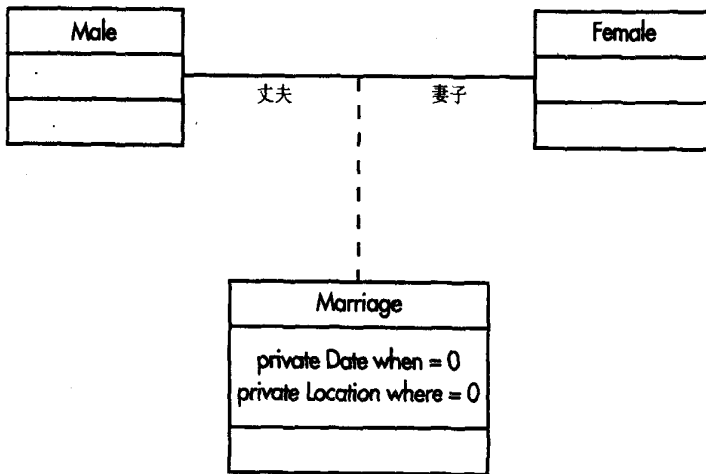 Male
Female
丈夫
妻子
Marriage
private Date when = 0
private Location where = 0